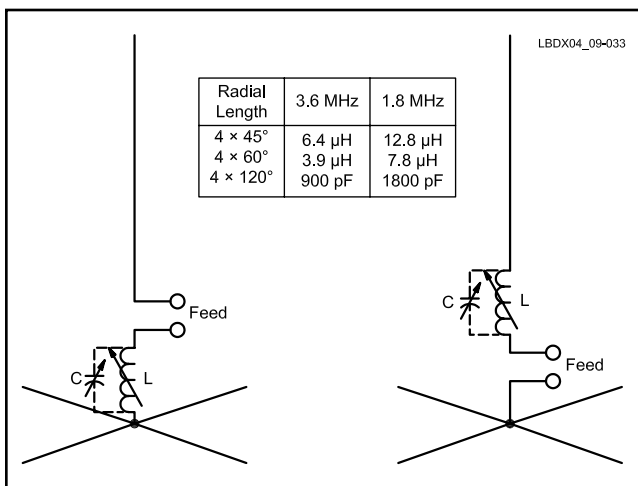 LBDX04_09-033
Radial Length 3.6 MHz 1.8 MHz
4 × 45° 6.4 µH 12.8 µH
4 × 60° 3.9 µH 7.8 µH
4 × 120° 900 pF 1800 pF
Feed
C L
C L
Feed